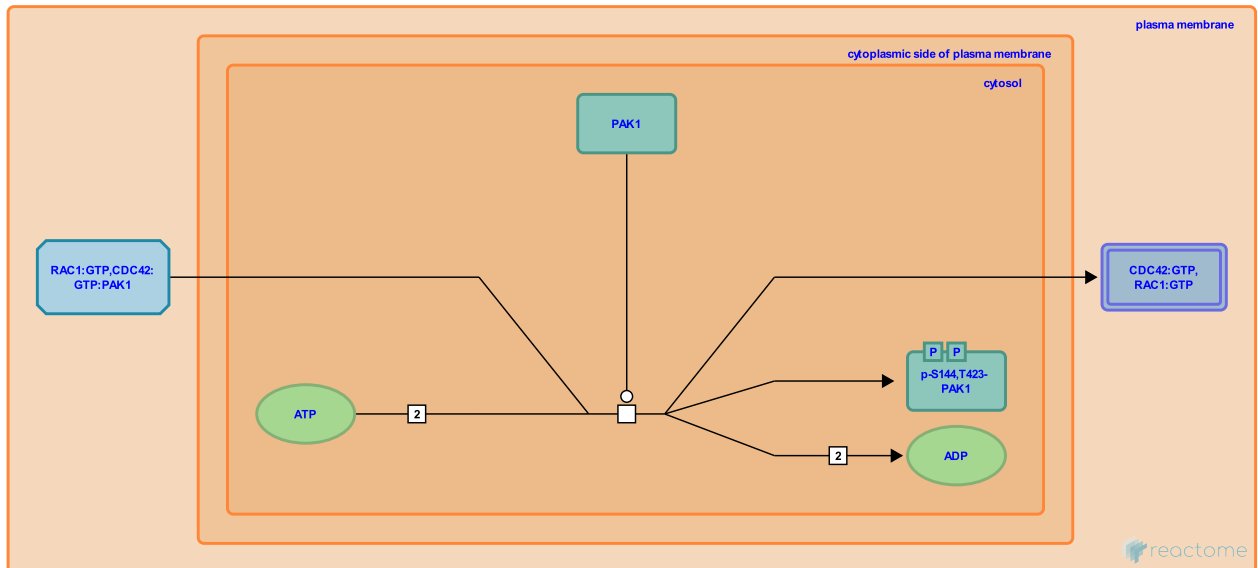 plasma membrane
cytoplasmic side of plasma membrane
cytosol
PAK1
RAC1:GTP,CDC42:
GTP:PAK1
CDC42:GTP,
RAC1:GTP
P P
p-S144,T423-
PAK1
ATP
2
2
ADP
reactome